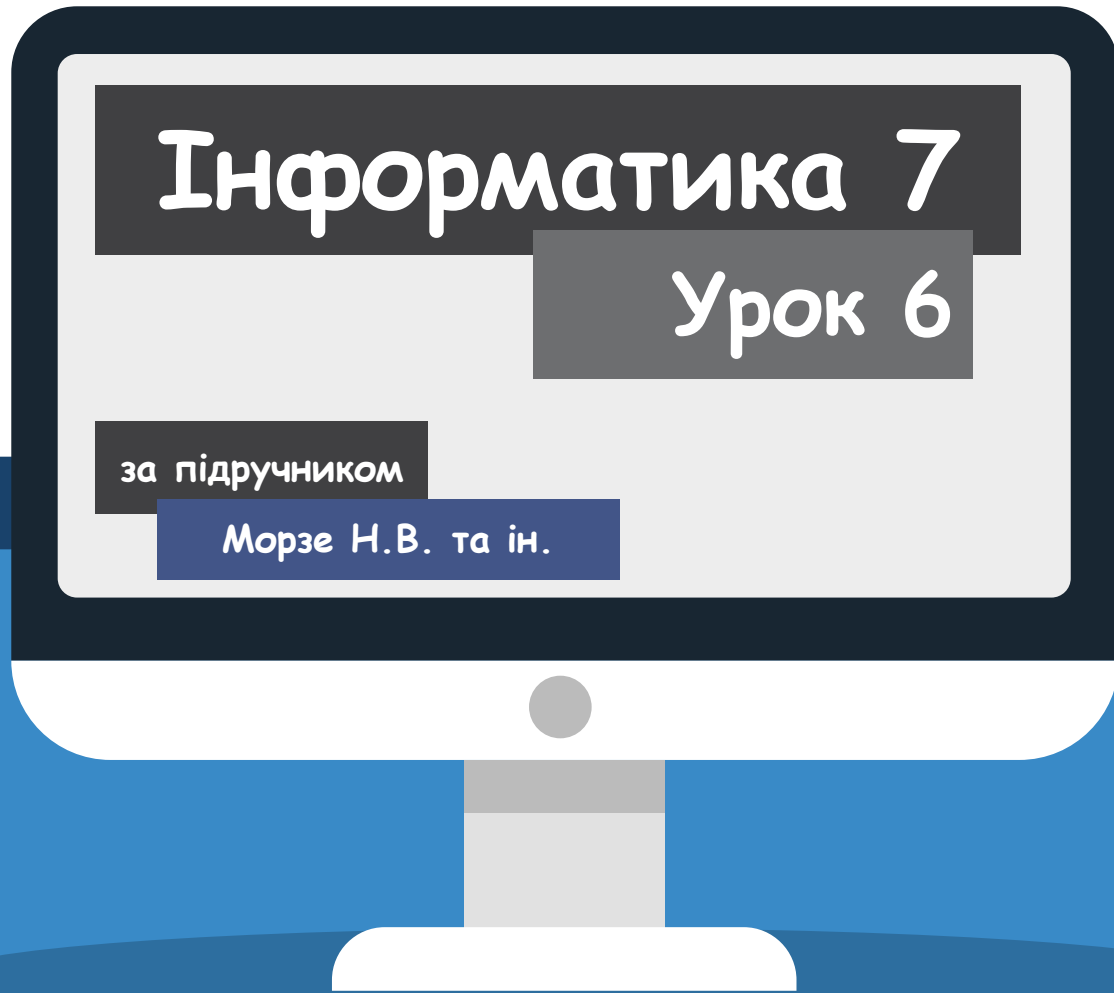 Інформатика 7
Урок 6
за підручником
Морзе Н.В. та ін.